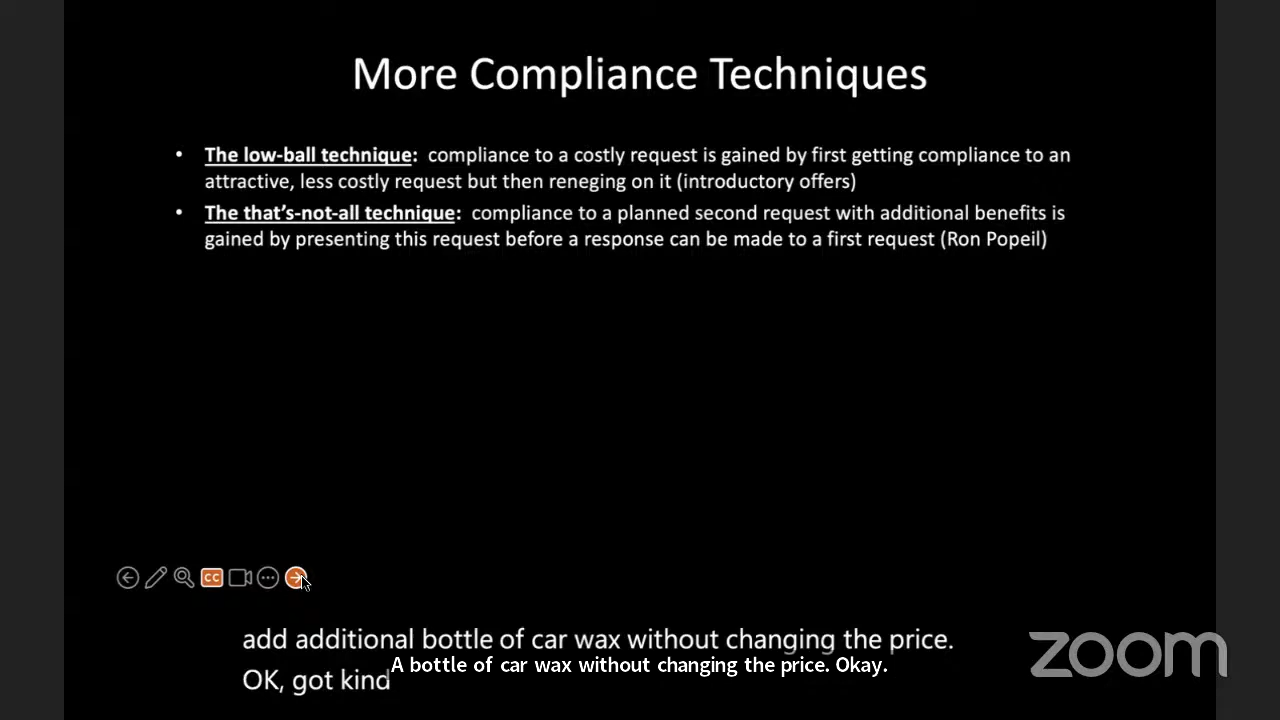 More Compliance Techniques
• The low-ball technique: compliance to a costly request is gained by first getting compliance to an
attractive, less costly request but then reneging on it (introductory offers)
• The that's-not-all technique: compliance to a planned second request with additional benefits is
gained by presenting this request before a response can be made to a first request (Ron Popeil)
CC
add additional bottle of car wax without changing the price.
A bottle of car wax without changing the price. Okay.
OK, got kind
zoom